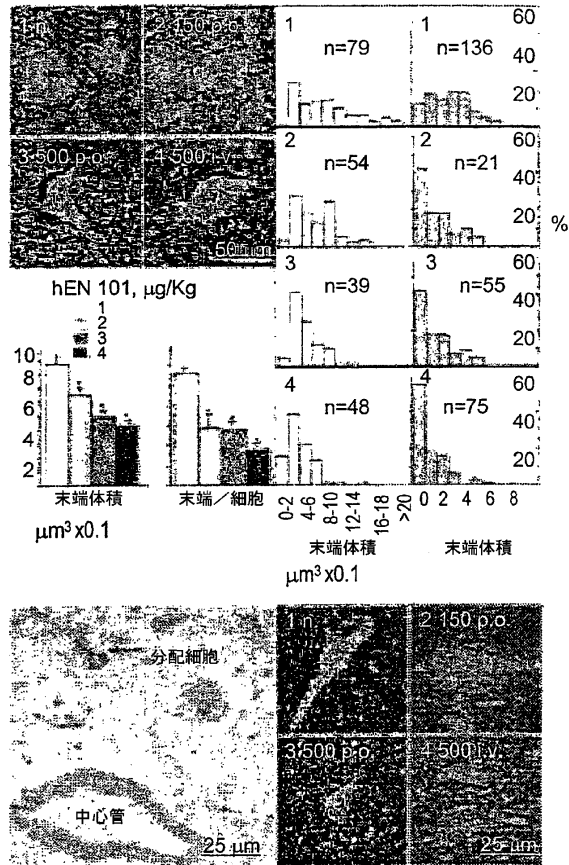 1 n
2 150 p.o.
3 500 p.o.
4 500 i.v.
50 μm
hEN 101, μg/Kg
1
2
3
4
10
8
6
4
2
末端体積
末端/細胞
μm³ x0.1
1
n=79
1
n=136
60
40
20
2
n=54
2
n=21
60
40
20
%
3
n=39
3
n=55
60
40
20
4
n=48
4
n=75
60
40
20
0-2
4-6
8-10
12-14
16-18
>20
0
2
4
6
8
末端体積
末端体積
μm³ x0.1
分配細胞
中心管
25 μm
1 n
2 150 p.o.
3 500 p.o.
4 500 i.v.
25 μm